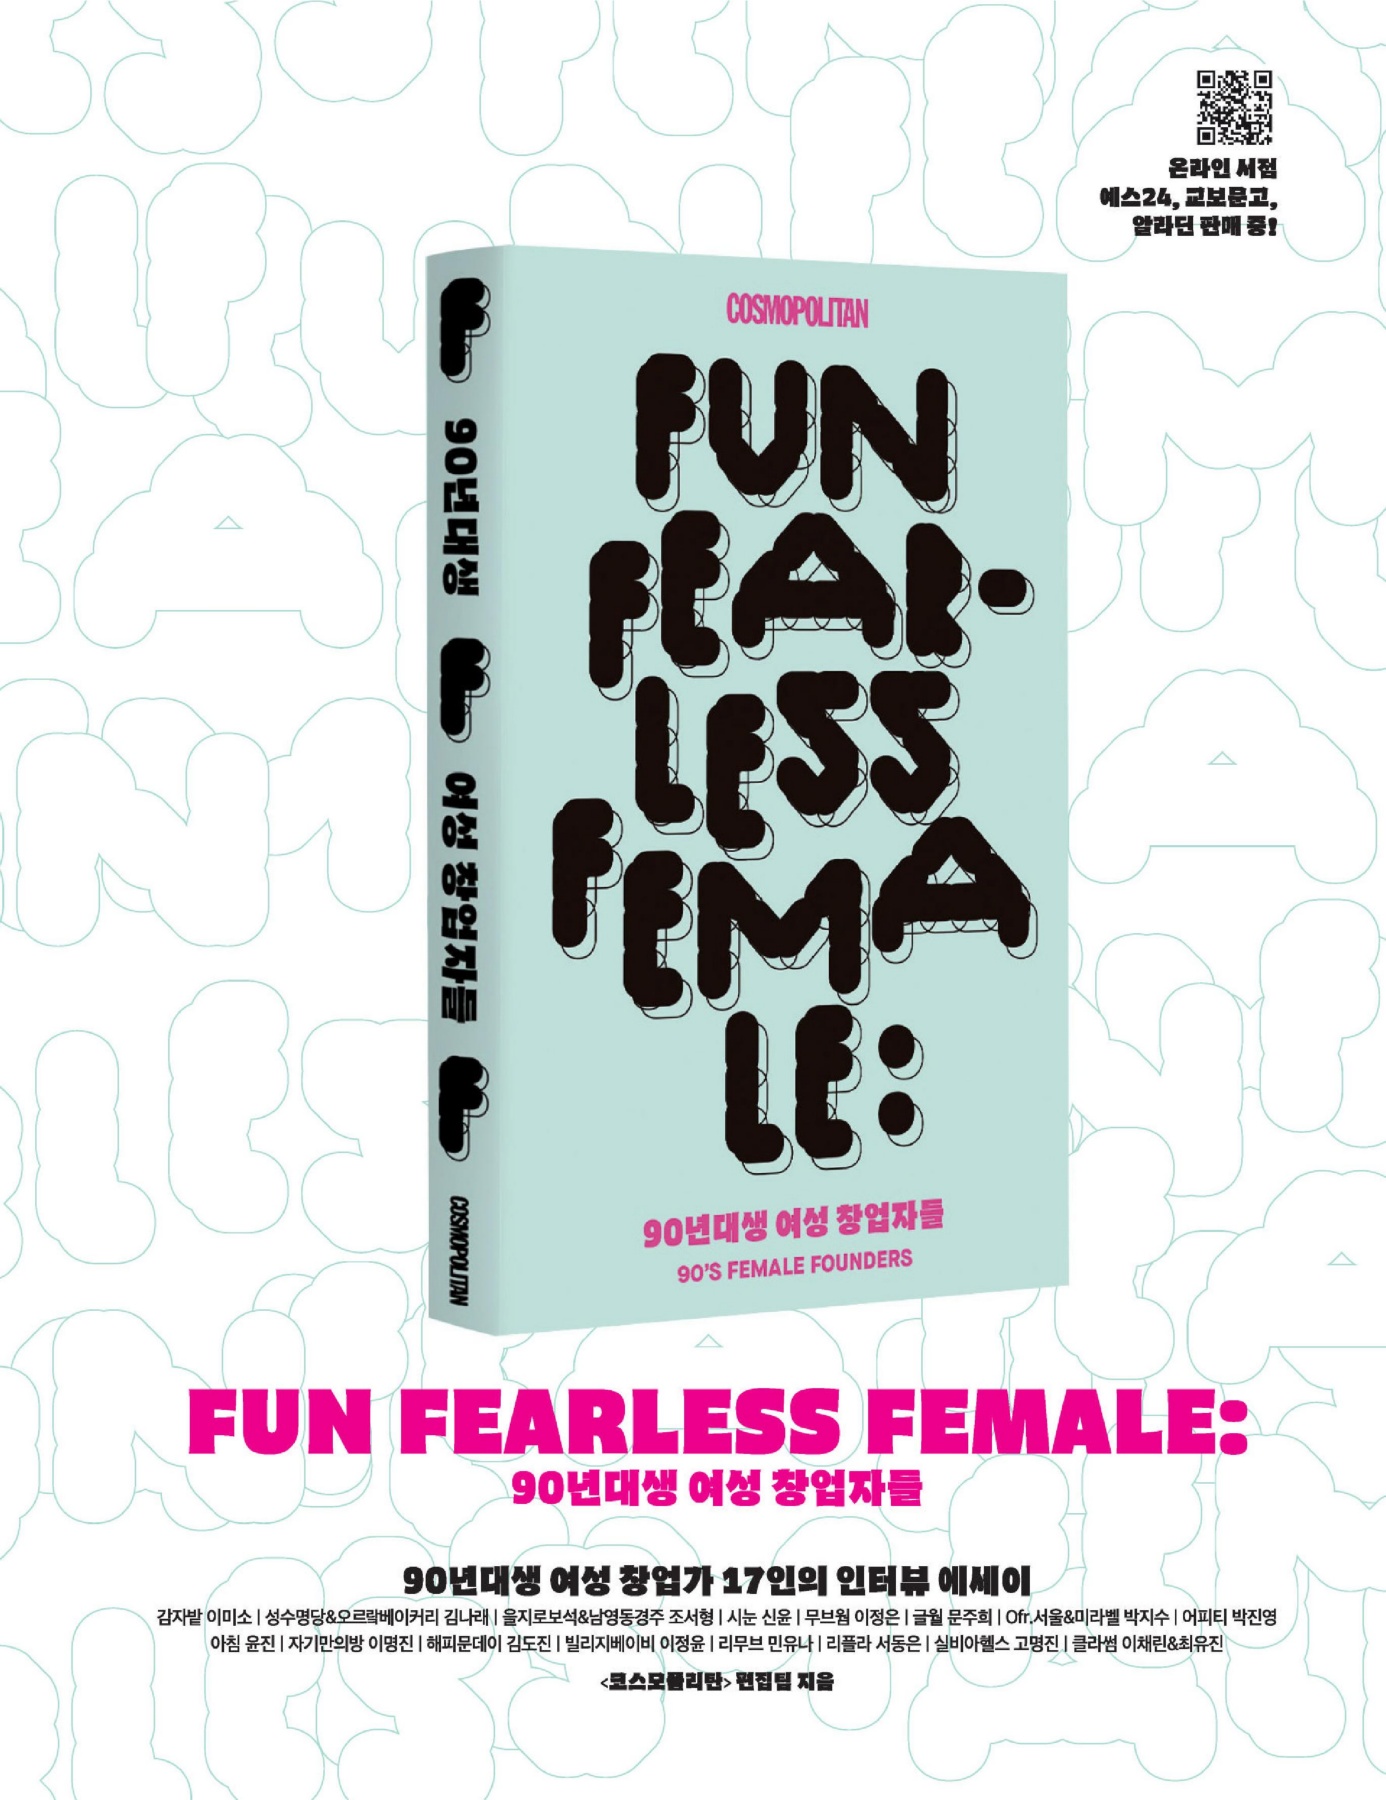 온라인 서점
예스24, 교보문고,
알라딘 판매 중!
90년대생
여성 창업자들
COSMOPOLITAN
COSMOPOLITAN
FUN
FEAR-
LESS
FEMA
LE:
90년대생 여성 창업자들
90'S FEMALE FOUNDERS
FUN FEARLESS FEMALE:
90년대생 여성 창업자들
90년대생 여성 창업가 17인의 인터뷰 에세이
감자밭 이미소 | 성수명당&오르랔베이커리 김나래 | 을지로보석&남영동경주 조서형 | 시눈 신윤 | 무브웜 이정은 | 글월 문주희 | Ofr.서울&미라벨 박지수 | 어피티 박진영
아침 윤진 | 자기만의방 이명진 | 해피문데이 김도진 | 빌리지베이비 이정윤 | 리무브 민유나 | 리플라 서동은 | 실비아헬스 고명진 | 클라썸 이채린&최유진
<코스모폴리탄> 편집팀 지음